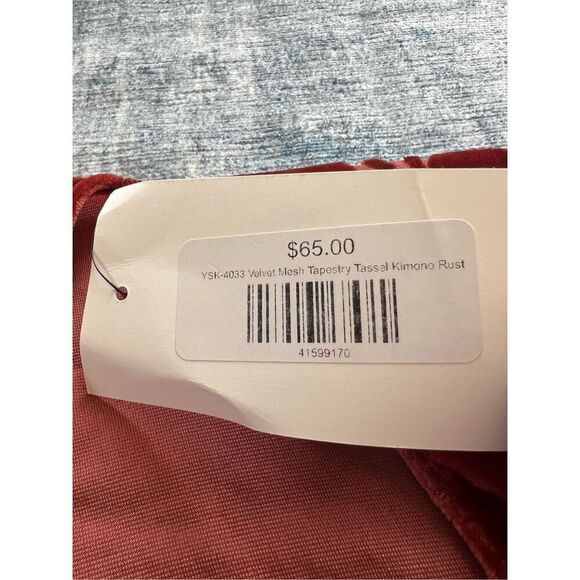 $65.00
YSK-4033 Velvet Mesh Tapestry Tassel Kimono Rust
41599170